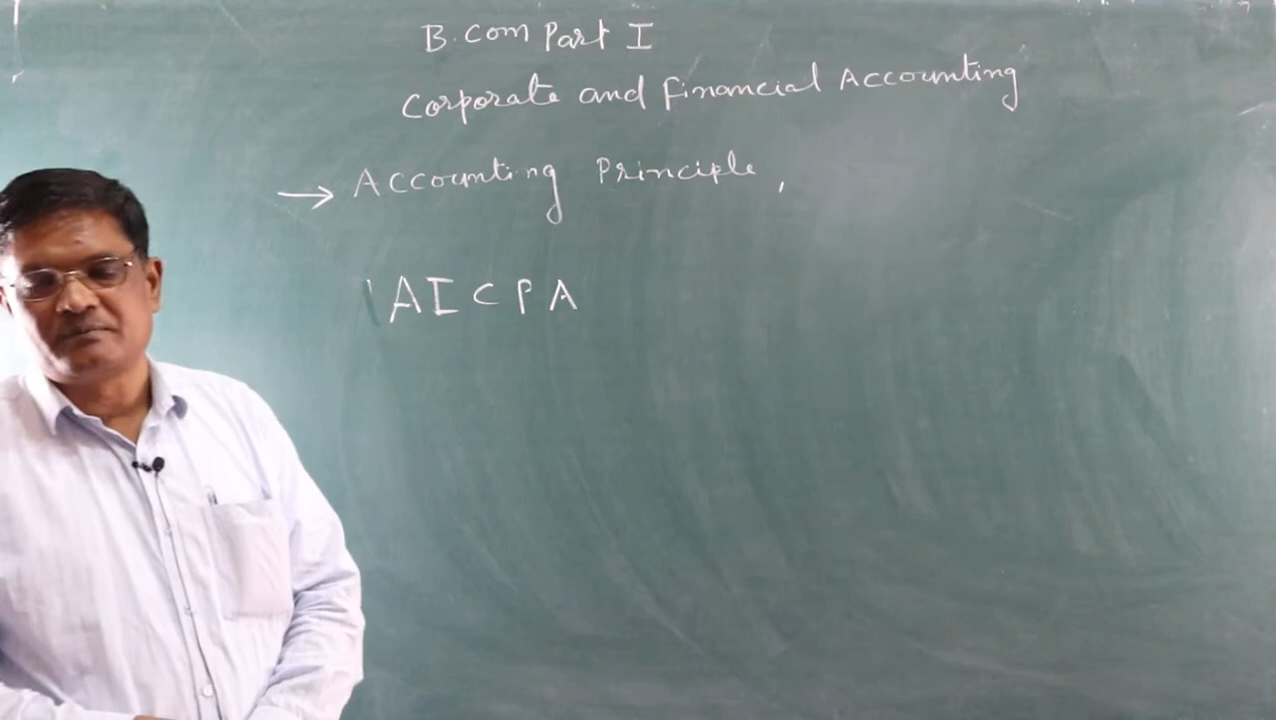 B.com Part I
Corporate and Financial Accounting
→ Accounting Principle,
AICPA